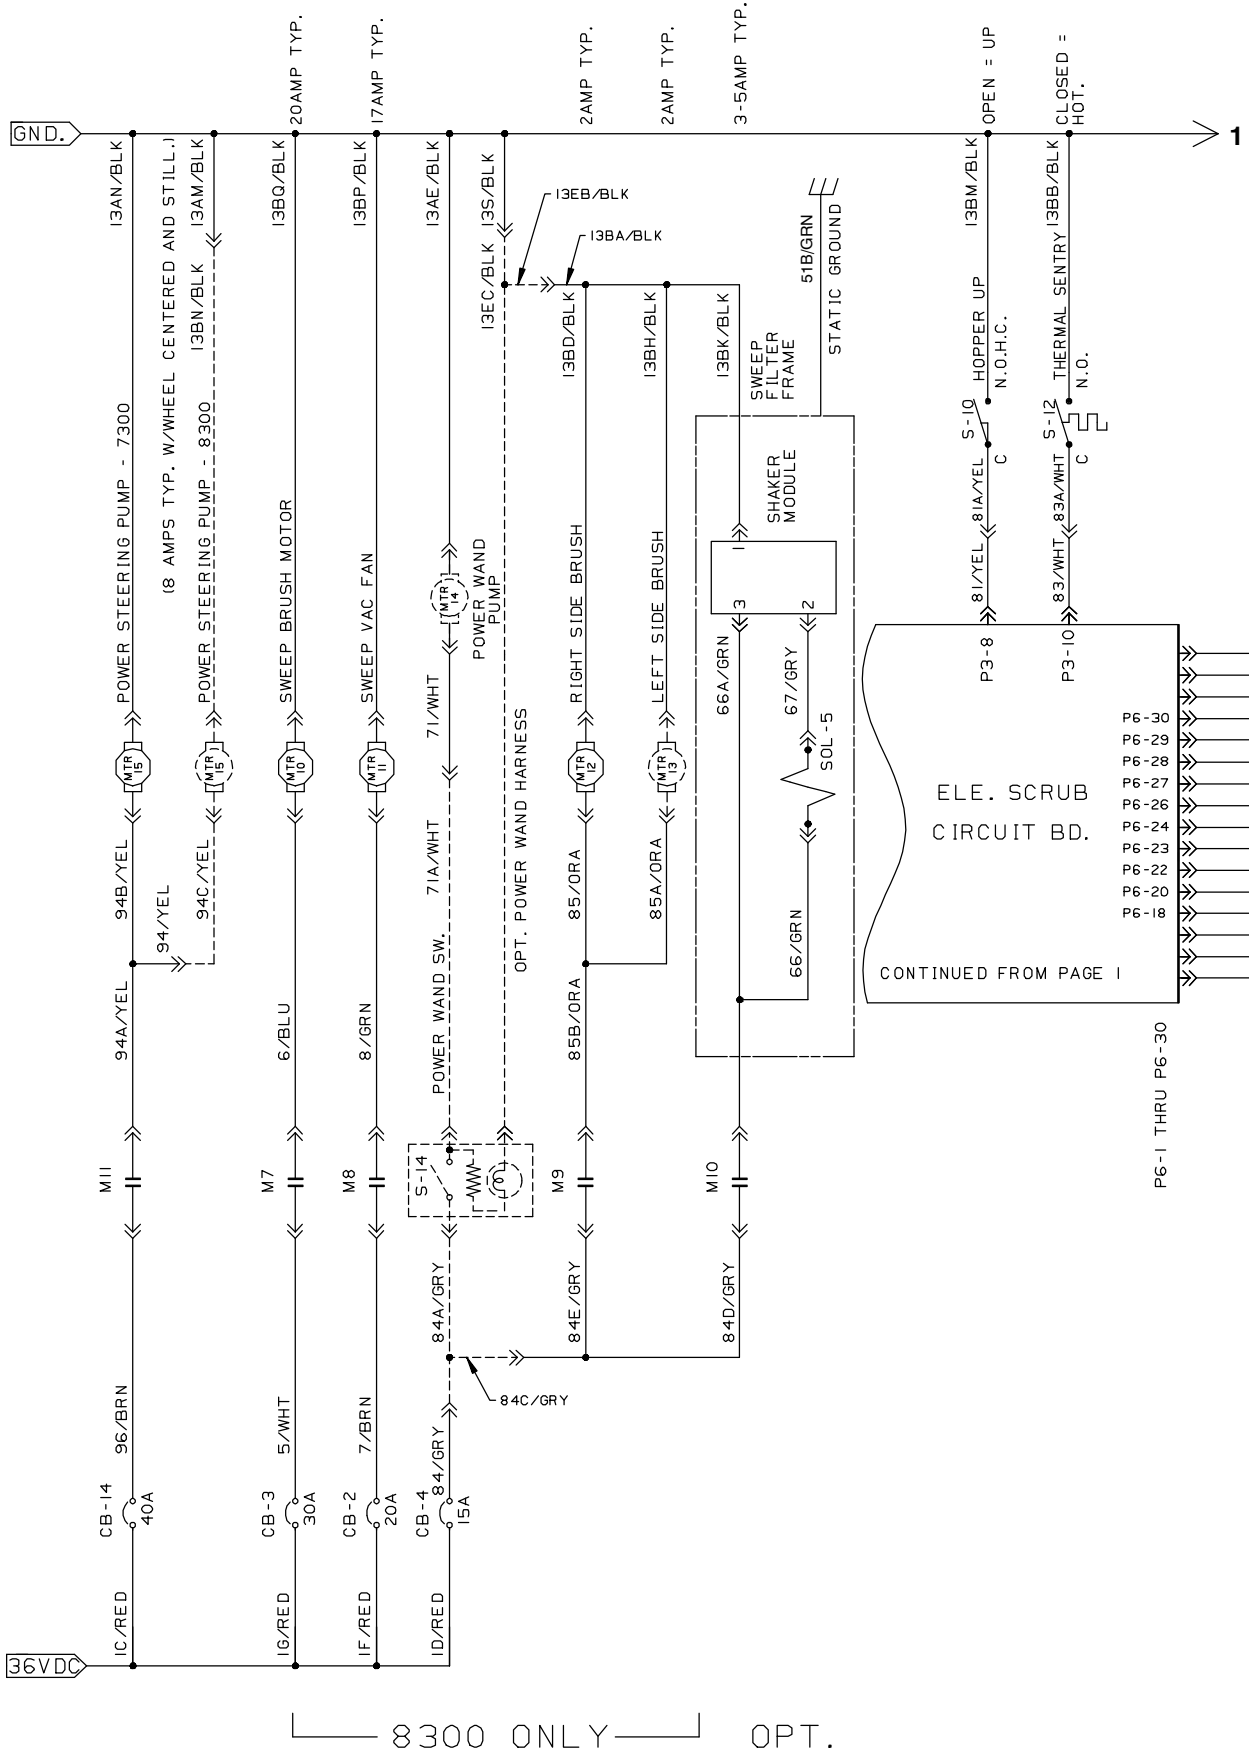 GND.
13AN/BLK
POWER STEERING PUMP - 7300
MTR
15
94B/YEL
94A/YEL
M11
96/BRN
CB-14
40A
1C/RED
36VDC
(8 AMPS TYP. W/WHEEL CENTERED AND STILL.)
13AM/BLK
13BN/BLK
POWER STEERING PUMP - 8300
MTR
15
94C/YEL
94/YEL
20AMP TYP.
13BQ/BLK
SWEEP BRUSH MOTOR
MTR
10
6/BLU
M7
5/WHT
CB-3
30A
1G/RED
17AMP TYP.
13BP/BLK
SWEEP VAC FAN
MTR
11
8/GRN
M8
7/BRN
CB-2
20A
1F/RED
13AE/BLK
MTR
14
POWER WAND
PUMP
71/WHT
71A/WHT
POWER WAND SW.
S-14
84A/GRY
84/GRY
CB-4
15A
1D/RED
13S/BLK
13EC/BLK
13EB/BLK
13BA/BLK
OPT. POWER WAND HARNESS
84C/GRY
2AMP TYP.
13BD/BLK
RIGHT SIDE BRUSH
MTR
12
85/ORA
85B/ORA
M9
84E/GRY
2AMP TYP.
13BH/BLK
LEFT SIDE BRUSH
MTR
13
85A/ORA
3-5AMP TYP.
13BK/BLK
SWEEP
FILTER
FRAME
SHAKER
MODULE
1
3
2
66A/GRN
67/GRY
SOL-5
66/GRN
M10
84D/GRY
51B/GRN
STATIC GROUND
OPEN = UP
13BM/BLK
HOPPER UP
N.O.H.C.
S-10
C
81A/YEL
81/YEL
P3-8
CLOSED =
HOT.
13BB/BLK
THERMAL SENTRY
N.O.
S-12
C
83A/WHT
83/WHT
P3-10
1
P6-30
P6-29
P6-28
P6-27
P6-26
P6-24
P6-23
P6-22
P6-20
P6-18
ELE. SCRUB
CIRCUIT BD.
CONTINUED FROM PAGE 1
P6-1 THRU P6-30
8300 ONLY
OPT.